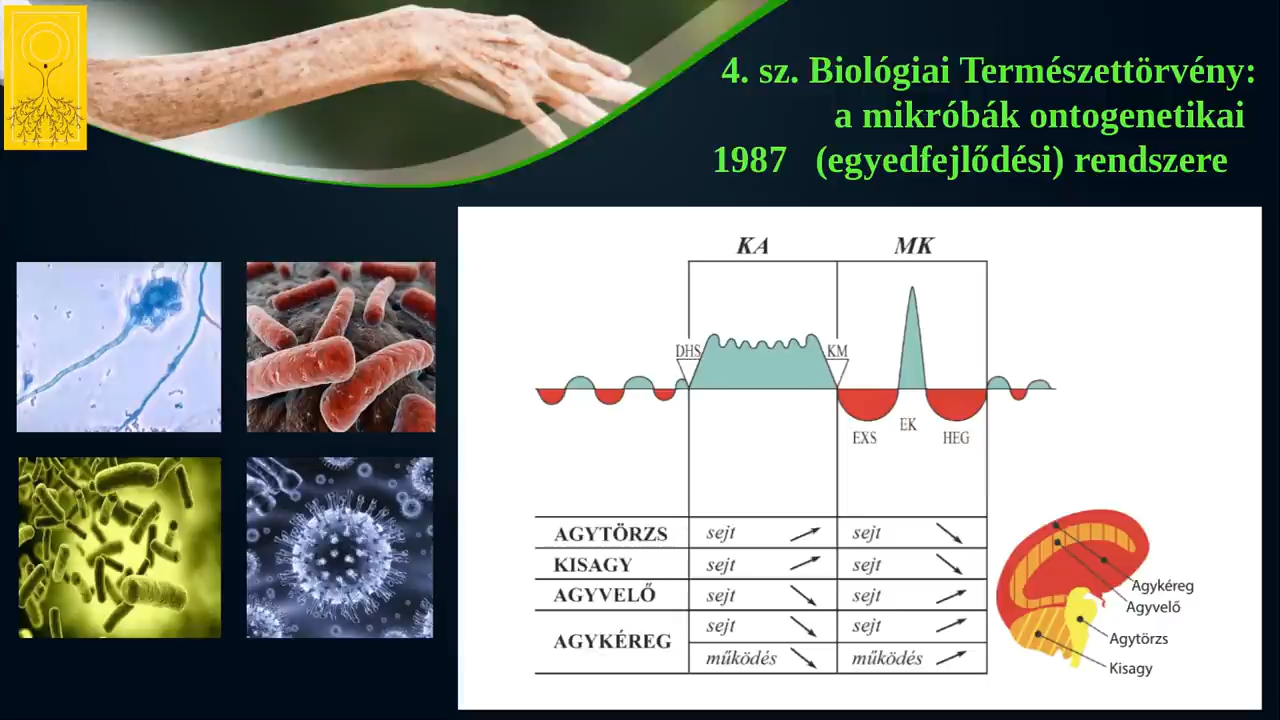 4. sz. Biológiai Természettörvény:
a mikróbák ontogenetikai
1987 (egyedfejlődési) rendszere
KA MK
DHS KM
EXS EK HEG
AGYTÖRZS sejt sejt
KISAGY sejt sejt
AGYVELŐ sejt sejt
AGYKÉREG sejt sejt
működés működés
Agykéreg
Agyvelő
Agytörzs
Kisagy